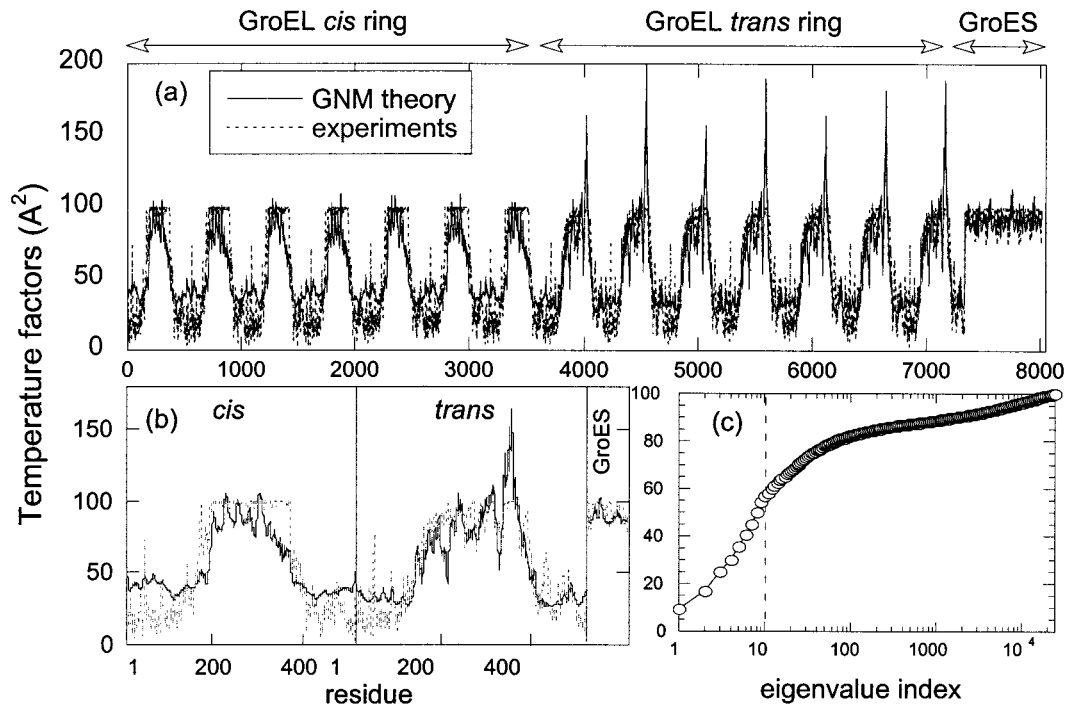 GroEL cis ring GroEL trans ring GroES
200
150
100
50
0
(a)
GNM theory
experiments
0 1000 2000 3000 4000 5000 6000 7000 8000
Temperature factors (A²)
(b) cis trans GroES
150
100
50
0
1 200 400 1 200 400
residue
(c)
100
80
60
40
20
0
1 10 100 1000 10⁴
eigenvalue index